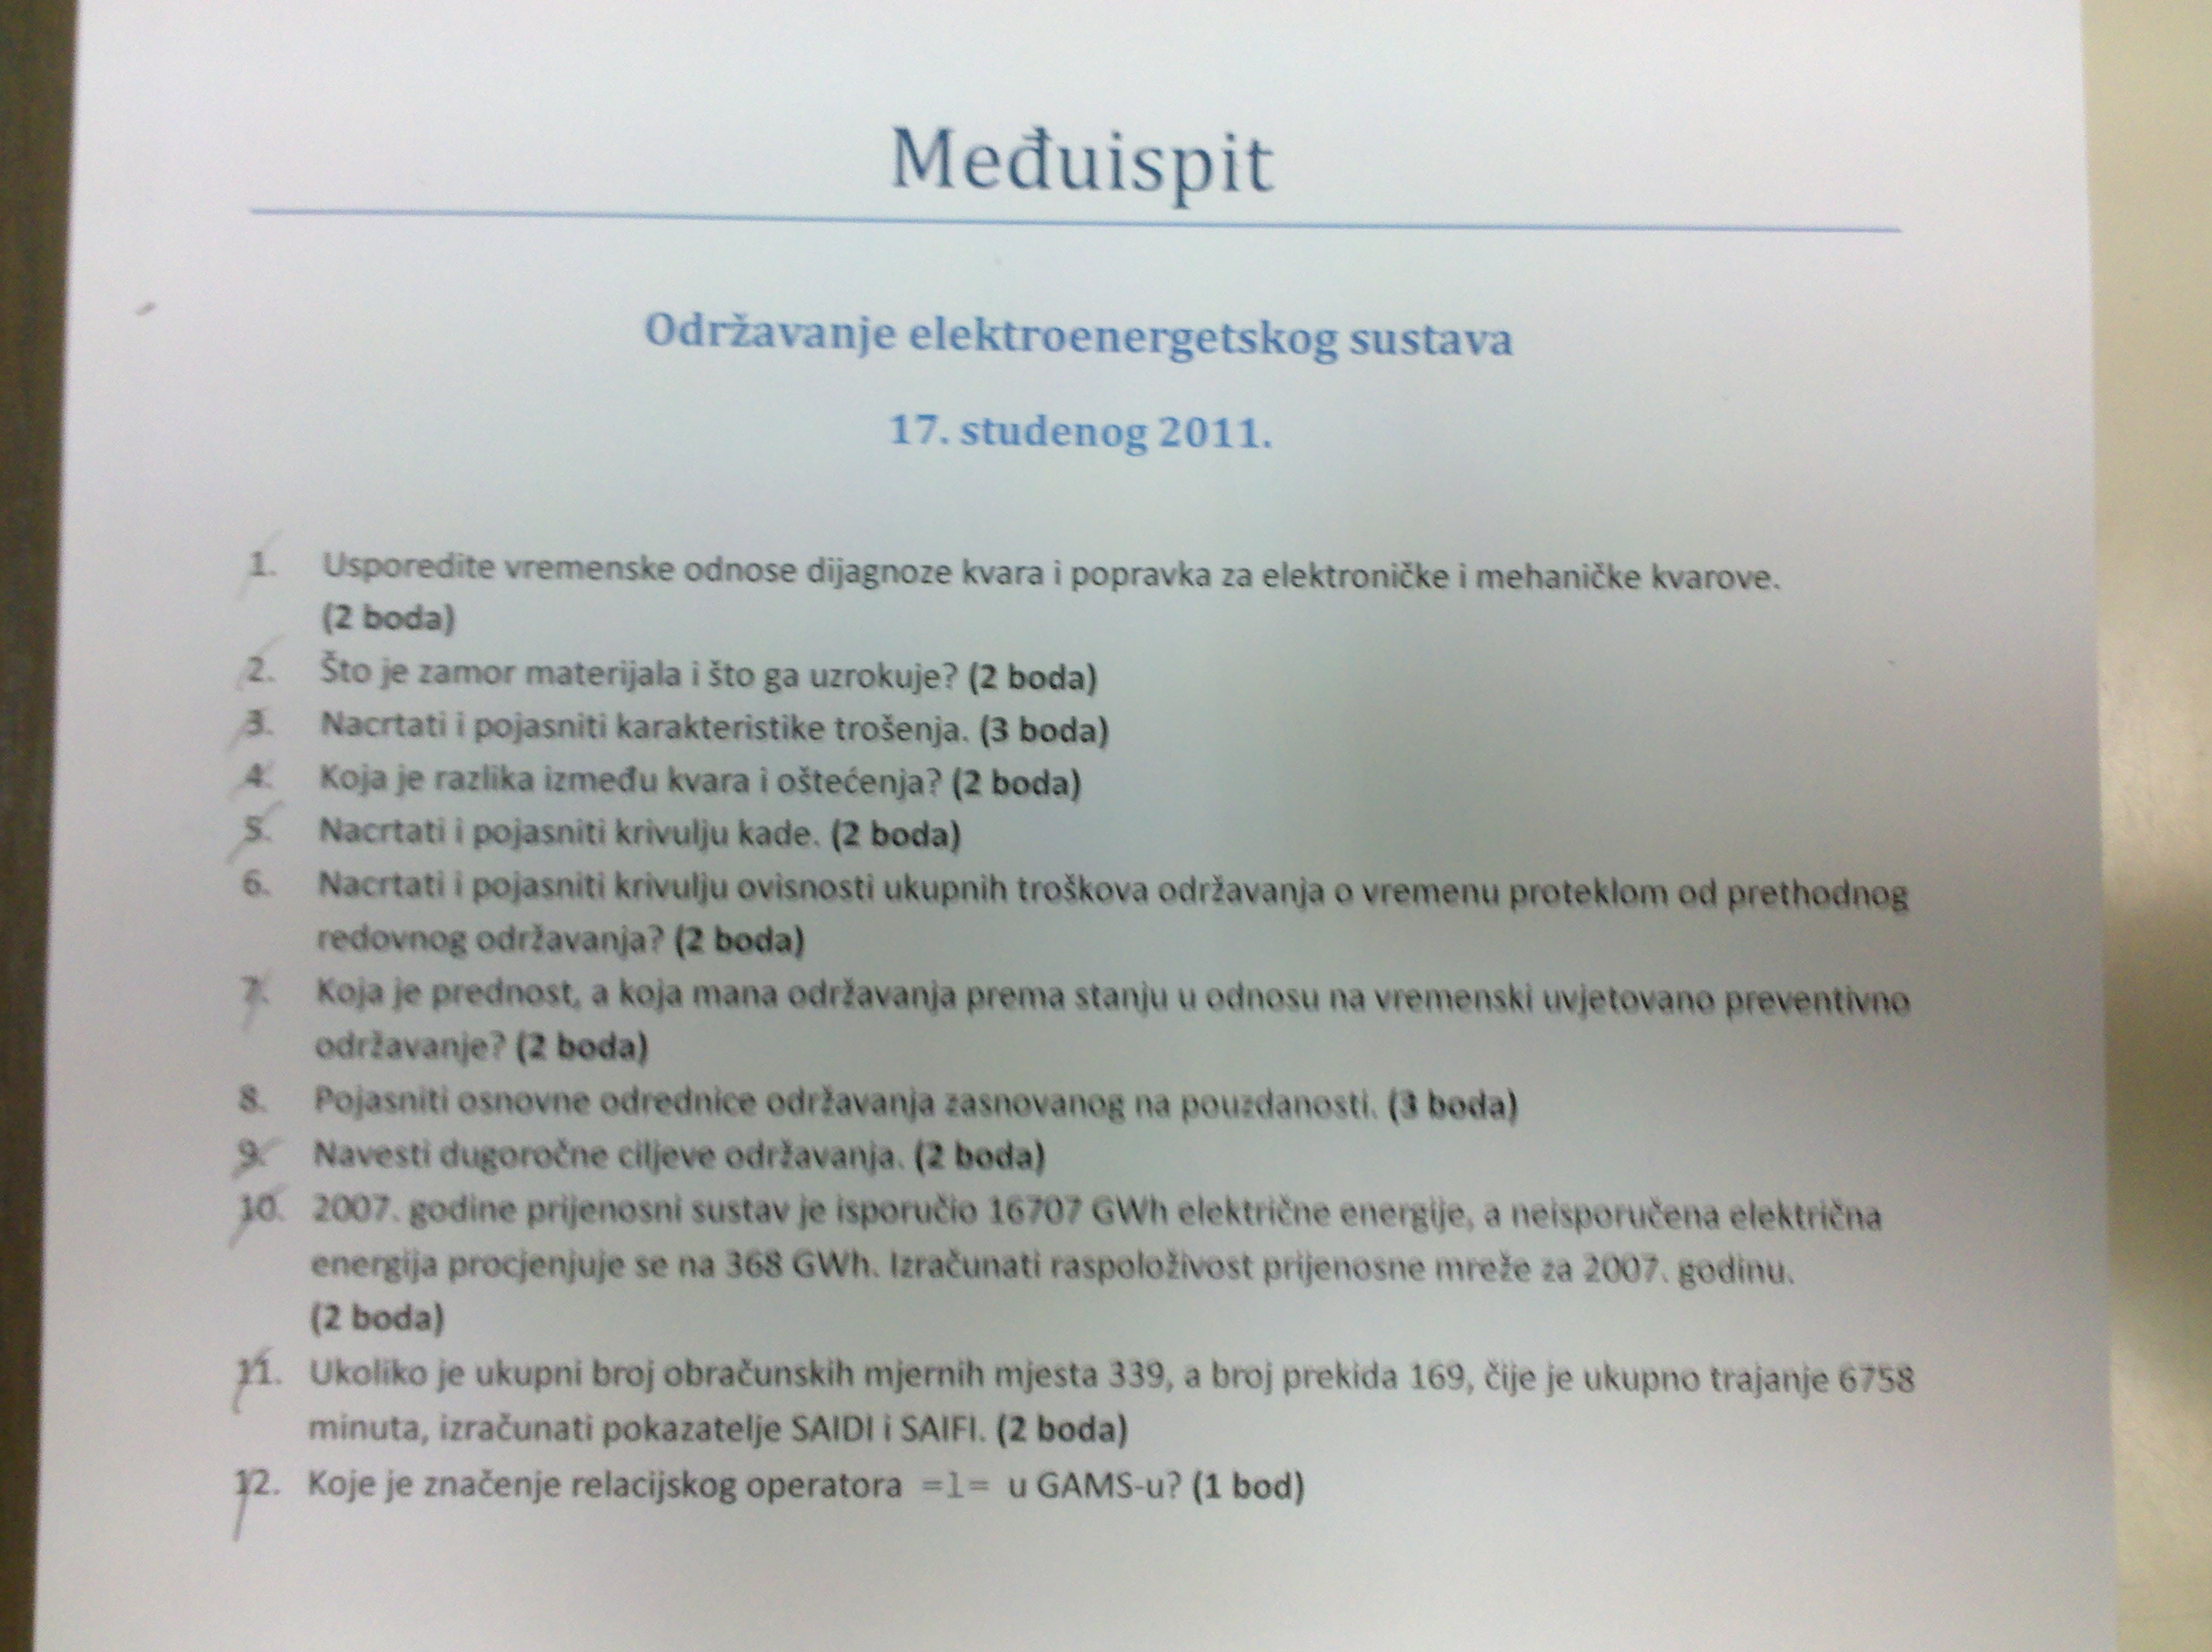 Međuispit
Održavanje elektroenergetskog sustava
17. studenog 2011.
1. Usporedite vremenske odnose dijagnoze kvara i popravka za elektroničke i mehaničke kvarove.
(2 boda)
2. Što je zamor materijala i što ga uzrokuje? (2 boda)
3. Nacrtati i pojasniti karakteristike trošenja. (3 boda)
4. Koja je razlika između kvara i oštećenja? (2 boda)
5. Nacrtati i pojasniti krivulju kade. (2 boda)
6. Nacrtati i pojasniti krivulju ovisnosti ukupnih troškova održavanja o vremenu proteklom od prethodnog
redovnog održavanja? (2 boda)
7. Koja je prednost, a koja mana održavanja prema stanju u odnosu na vremenski uvjetovano preventivno
održavanje? (2 boda)
8. Pojasniti osnovne odrednice održavanja zasnovanog na pouzdanosti. (3 boda)
9. Navesti dugoročne ciljeve održavanja. (2 boda)
10. 2007. godine prijenosni sustav je isporučio 16707 GWh električne energije, a neisporučena električna
energija procjenjuje se na 368 GWh. Izračunati raspoloživost prijenosne mreže za 2007. godinu.
(2 boda)
11. Ukoliko je ukupni broj obračunskih mjernih mjesta 339, a broj prekida 169, čije je ukupno trajanje 6758
minuta, izračunati pokazatelje SAIDI i SAIFI. (2 boda)
12. Koje je značenje relacijskog operatora =l= u GAMS-u? (1 bod)